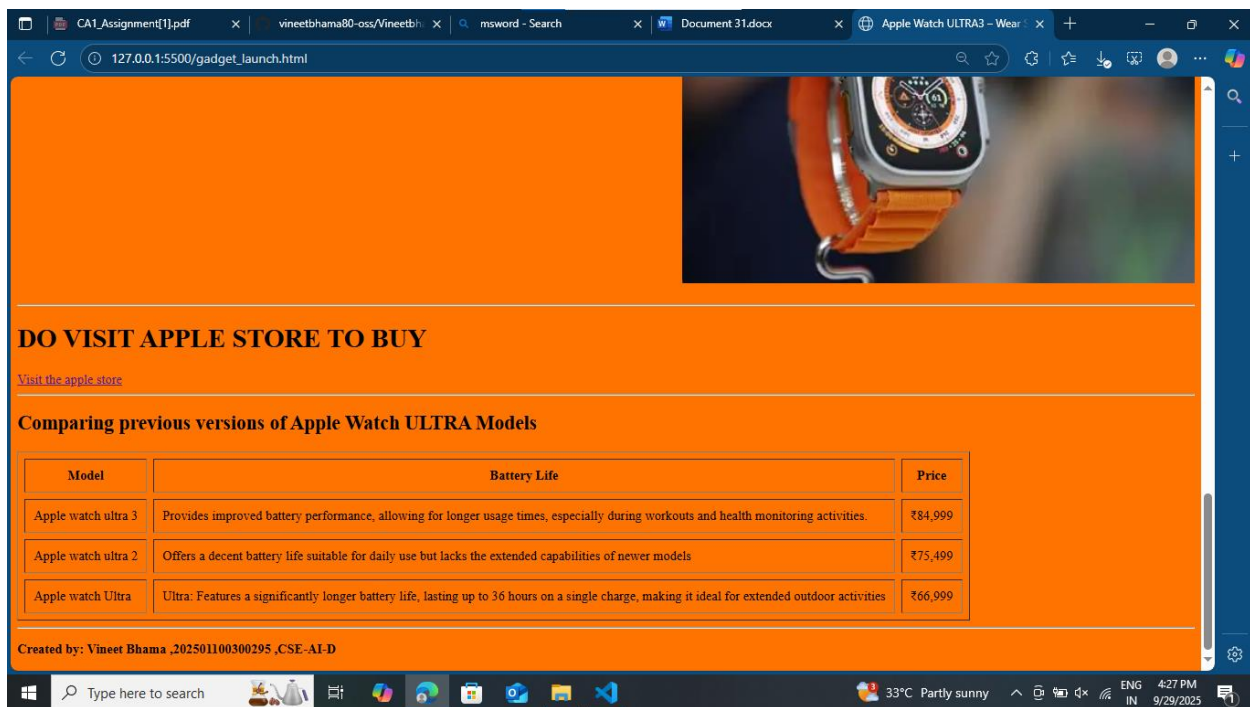 CA1_Assignment[1].pdf
vineetbhama80-oss/Vineetbh
msword - Search
Document 31.docx
Apple Watch ULTRA3 – Wear S
127.0.0.1:5500/gadget_launch.html
DO VISIT APPLE STORE TO BUY
Visit the apple store
Comparing previous versions of Apple Watch ULTRA Models
Model Battery Life Price
Apple watch ultra 3 Provides improved battery performance, allowing for longer usage times, especially during workouts and health monitoring activities. ₹84,999
Apple watch ultra 2 Offers a decent battery life suitable for daily use but lacks the extended capabilities of newer models ₹75,499
Apple watch Ultra Ultra: Features a significantly longer battery life, lasting up to 36 hours on a single charge, making it ideal for extended outdoor activities ₹66,999
Created by: Vineet Bhama ,202501100300295 ,CSE-AI-D
Type here to search
33°C Partly sunny
ENG
IN
4:27 PM
9/29/2025